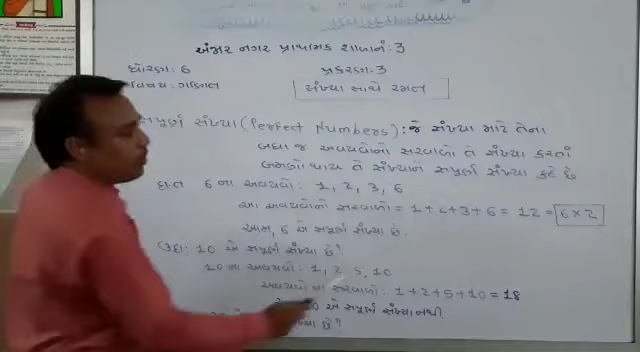 અંજાર નગર પ્રાથમિક શાળા નં: 3
ધોરણ: 6 પ્રકરણ: 3
વિષય: ગણિત સંખ્યા સાથે રમત
સંપૂર્ણ સંખ્યા (Perfect Numbers): જે સંખ્યા માટે તેના
બધા જ અવયવોનો સરવાળો તે સંખ્યા કરતાં
બમણો થાય તે સંખ્યાને સંપૂર્ણ સંખ્યા કહે છે
દા.ત 6 ના અવયવો: 1, 2, 3, 6
આ અવયવોનો સરવાળો = 1+2+3+6 = 12 = 6×2
આમ, 6 એ સંપૂર્ણ સંખ્યા છે.
ઉદા: 10 એ સંપૂર્ણ સંખ્યા છે?
10 ના અવયવો: 1, 2, 5, 10
અવયવોનો સરવાળો: 1+2+5+10 = 18
10 એ સંપૂર્ણ સંખ્યા નથી
સંખ્યા છે?